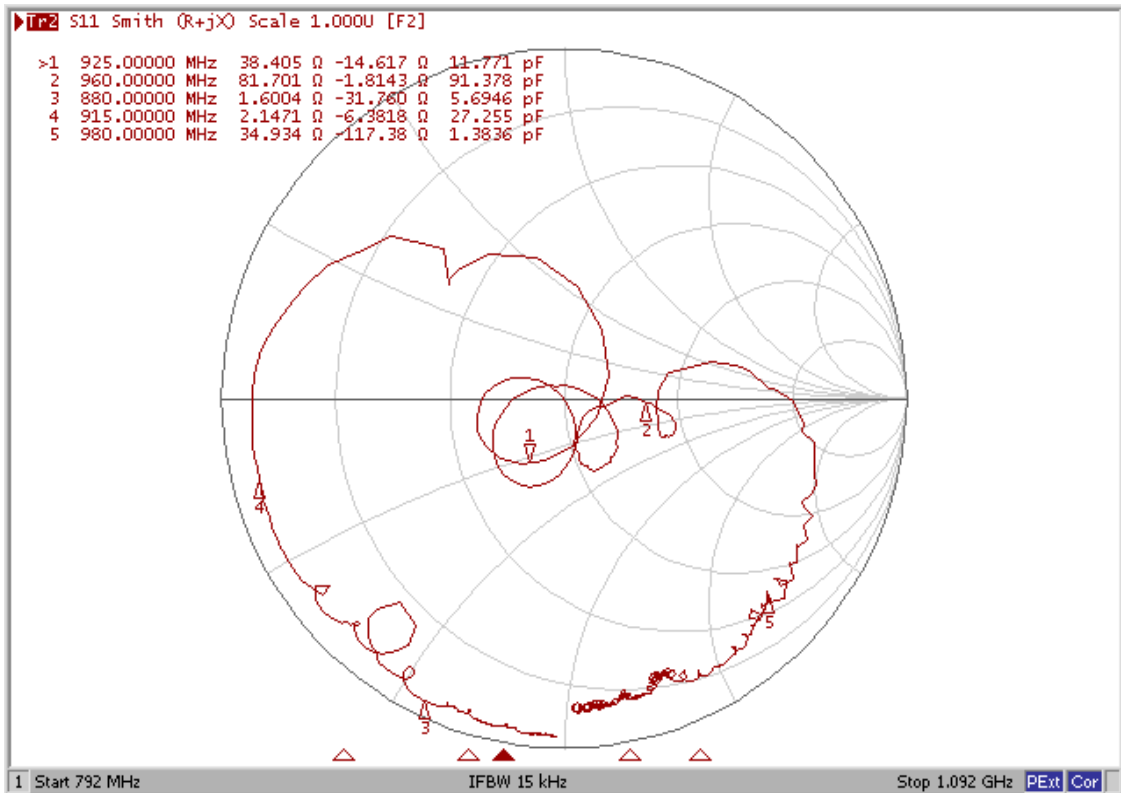 Tr2 S11 Smith (R+jX) Scale 1.000U [F2]
>1 925.00000 MHz 38.405 Ω -14.617 Ω 11.771 pF
2 960.00000 MHz 81.701 Ω -1.8143 Ω 91.378 pF
3 880.00000 MHz 1.6004 Ω -31.760 Ω 5.6946 pF
4 915.00000 MHz 2.1471 Ω -6.3818 Ω 27.255 pF
5 980.00000 MHz 34.934 Ω -117.38 Ω 1.3836 pF
1
2
4
5
3
1 Start 792 MHz IFBW 15 kHz Stop 1.092 GHz PExt Cor